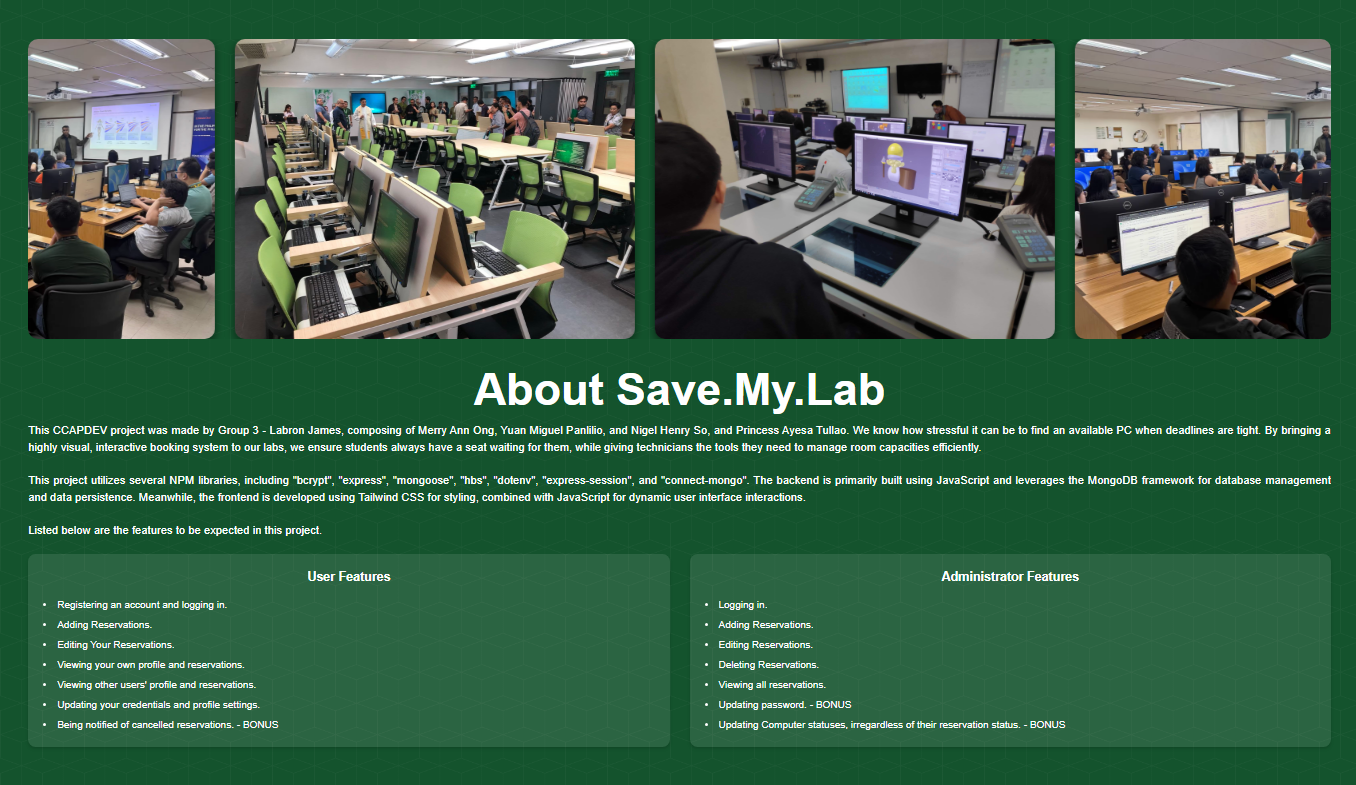 About Save.My.Lab
This CCAPDEV project was made by Group 3 - Labron James, composing of Merry Ann Ong, Yuan Miguel Panlilio, and Nigel Henry So, and Princess Ayesa Tullao. We know how stressful it can be to find an available PC when deadlines are tight. By bringing a
highly visual, interactive booking system to our labs, we ensure students always have a seat waiting for them, while giving technicians the tools they need to manage room capacities efficiently.
This project utilizes several NPM libraries, including "bcrypt", "express", "mongoose", "hbs", "dotenv", "express-session", and "connect-mongo". The backend is primarily built using JavaScript and leverages the MongoDB framework for database management
and data persistence. Meanwhile, the frontend is developed using Tailwind CSS for styling, combined with JavaScript for dynamic user interface interactions.
Listed below are the features to be expected in this project.
User Features
• Registering an account and logging in.
• Adding Reservations.
• Editing Your Reservations.
• Viewing your own profile and reservations.
• Viewing other users' profile and reservations.
• Updating your credentials and profile settings.
• Being notified of cancelled reservations. - BONUS
Administrator Features
• Logging in.
• Adding Reservations.
• Editing Reservations.
• Deleting Reservations.
• Viewing all reservations.
• Updating password. - BONUS
• Updating Computer statuses, irregardless of their reservation status. - BONUS